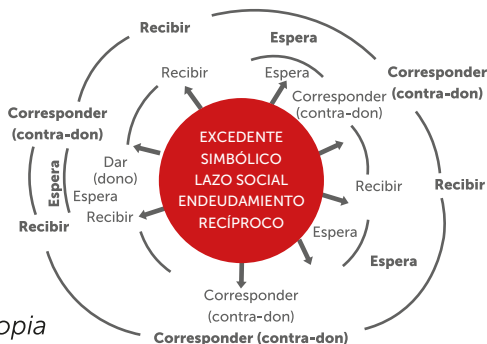 Recibir
Espera
Recibir
Espera
Corresponder
(contra-don)
Corresponder
(contra-don)
Corresponder
(contra-don)
EXCEDENTE
SIMBÓLICO
LAZO SOCIAL
ENDEUDAMIENTO
RECÍPROCO
Dar
(dono)
Espera
Espera
Recibir
Recibir
Recibir
Recibir
Espera
Espera
Corresponder
(contra-don)
Corresponder (contra-don)
opia